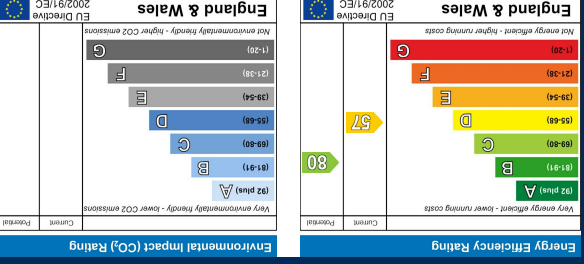 Energy Efficiency Rating
Current Potential
Very energy efficient - lower running costs
(92 plus) A
(81-91) B
(69-80) C
(55-68) D
(39-54) E
(21-38) F
(1-20) G
Not energy efficient - higher running costs
57
80
England & Wales
EU Directive
2002/91/EC
Environmental Impact (CO₂) Rating
Current Potential
Very environmentally friendly - lower CO2 emissions
(92 plus) A
(81-91) B
(69-80) C
(55-68) D
(39-54) E
(21-38) F
(1-20) G
Not environmentally friendly - higher CO2 emissions
England & Wales
EU Directive
2002/91/EC